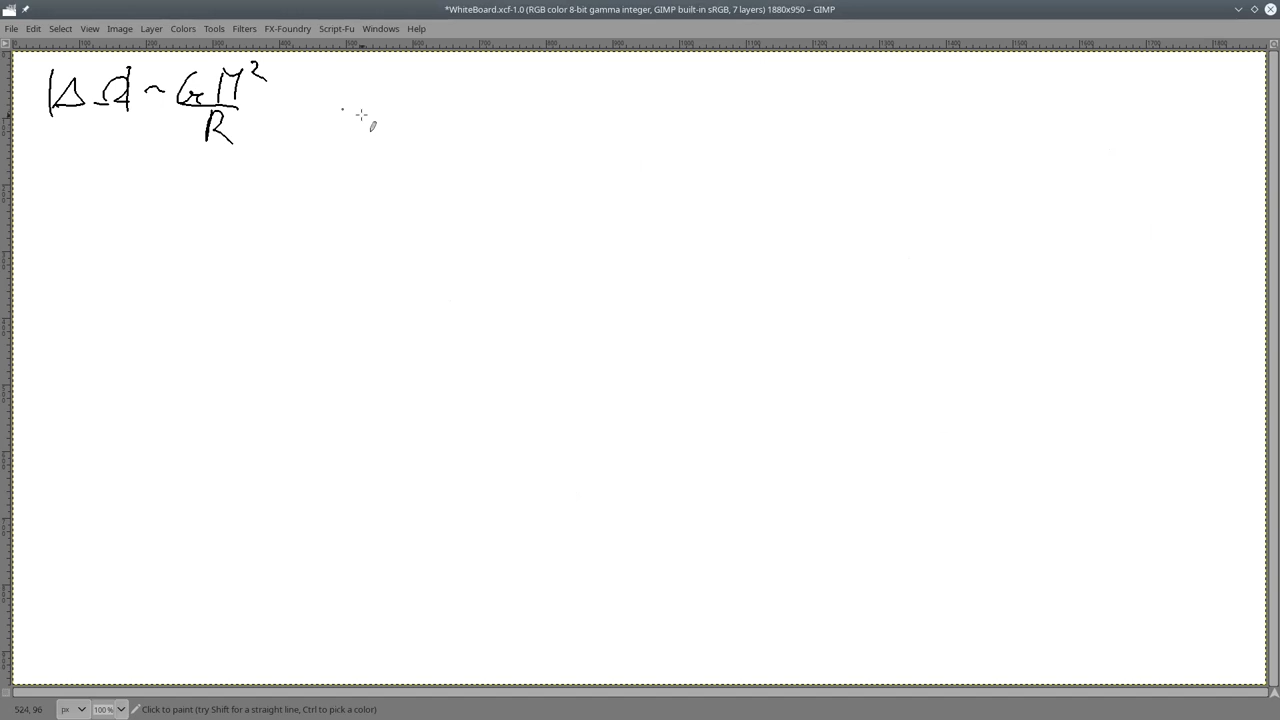 *WhiteBoard.xcf-1.0 (RGB color 8-bit gamma integer, GIMP built-in sRGB, 7 layers) 1880x950 – GIMP
File Edit Select View Image Layer Colors Tools Filters FX-Foundry Script-Fu Windows Help
|ΔΩ| ~ GM²
R
524, 96 px 100% Click to paint (try Shift for a straight line, Ctrl to pick a color)